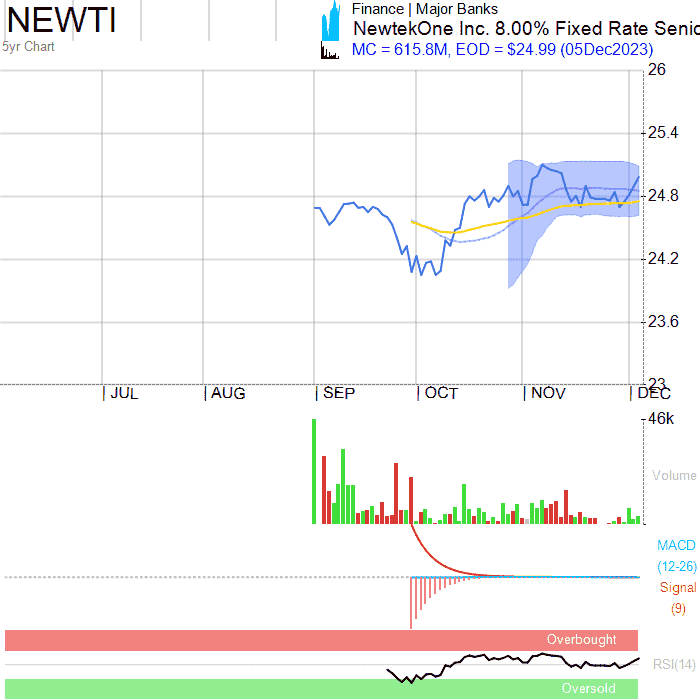 NEWTI
5yr Chart
Finance | Major Banks
NewtekOne Inc. 8.00% Fixed Rate Senio
MC = 615.8M, EOD = $24.99 (05Dec2023)
26
25.4
24.8
24.2
23.6
23
| JUL | AUG | SEP | OCT | NOV | DEC
46k
Volume
MACD
(12-26)
Signal
(9)
Overbought
RSI(14)
Oversold